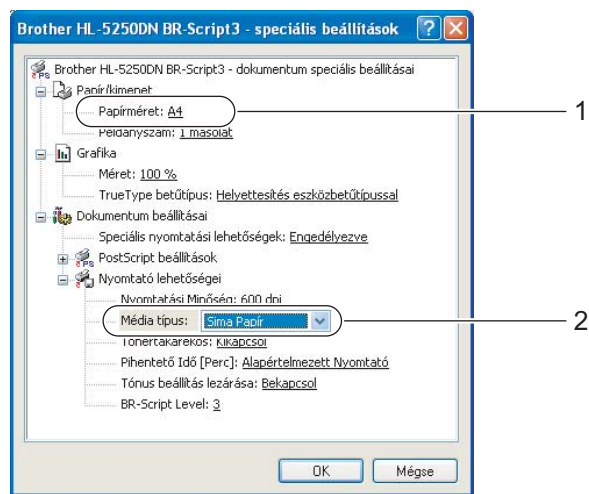 Brother HL-5250DN BR-Script3 - speciális beállítások
Brother HL-5250DN BR-Script3 - dokumentum speciális beállításai
Papír/kimenet
Papírméret: A4
1
Példányszám: 1 másolat
Grafika
Méret: 100 %
TrueType betűtípus: Helyettesítés eszközbetűtípussal
Dokumentum beállításai
Speciális nyomtatási lehetőségek: Engedélyezve
PostScript beállítások
Nyomtató lehetőségei
Nyomtatási Minőség: 600 dpi
Média típus: Sima Papír
2
Tonertakarékos: Kikapcsol
Pihentető Idő [Perc]: Alapértelmezett Nyomtató
Tónus beállítás lezárása: Bekapcsol
BR-Script Level: 3
OK Mégse